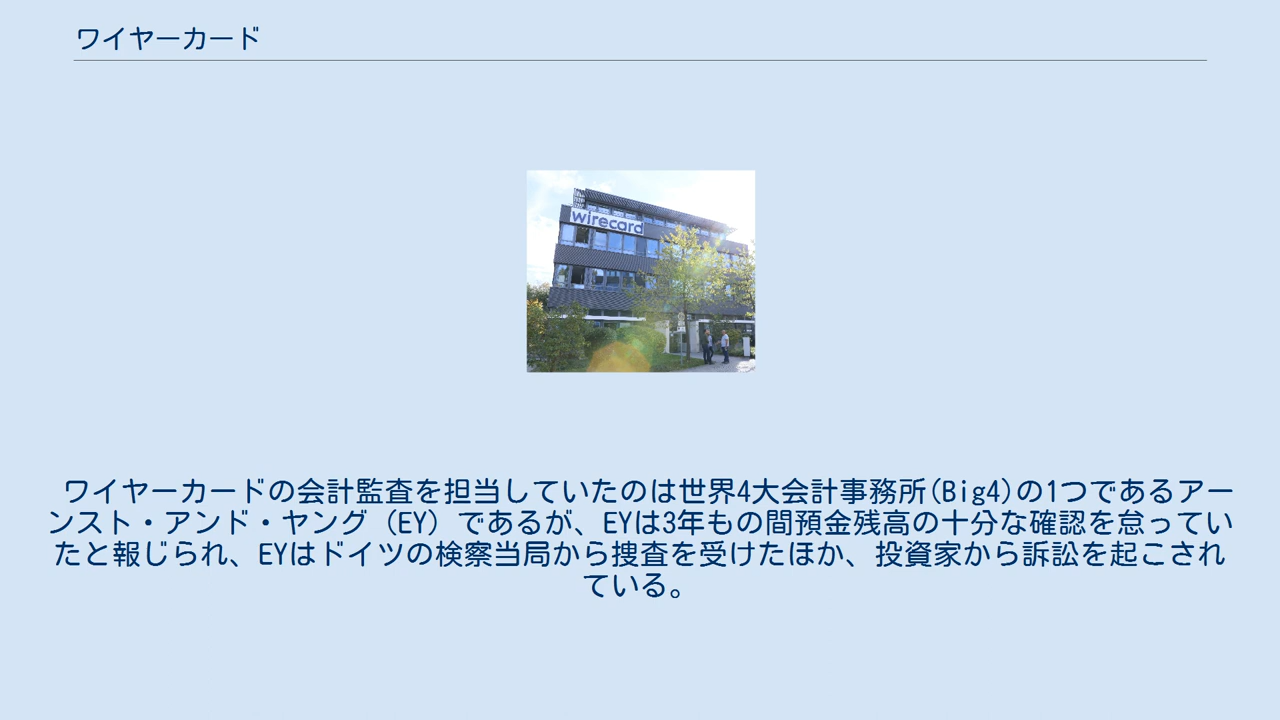 ワイヤーカード
wirecard
ワイヤーカードの会計監査を担当していたのは世界4大会計事務所(Big4)の1つであるアー
ンスト・アンド・ヤング（EY）であるが、EYは3年もの間預金残高の十分な確認を怠ってい
たと報じられ、EYはドイツの検察当局から捜査を受けたほか、投資家から訴訟を起こされ
ている。